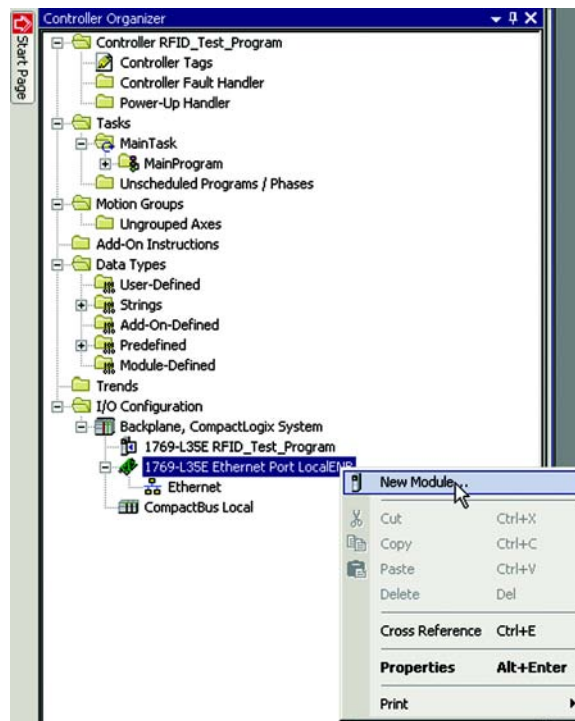 Controller Organizer
Start Page
Controller RFID_Test_Program
Controller Tags
Controller Fault Handler
Power-Up Handler
Tasks
MainTask
MainProgram
Unscheduled Programs / Phases
Motion Groups
Ungrouped Axes
Add-On Instructions
Data Types
User-Defined
Strings
Add-On-Defined
Predefined
Module-Defined
Trends
I/O Configuration
Backplane, CompactLogix System
1769-L35E RFID_Test_Program
1769-L35E Ethernet Port LocalENB
Ethernet
CompactBus Local
New Module...
Cut Ctrl+X
Copy Ctrl+C
Paste Ctrl+V
Delete Del
Cross Reference Ctrl+E
Properties Alt+Enter
Print